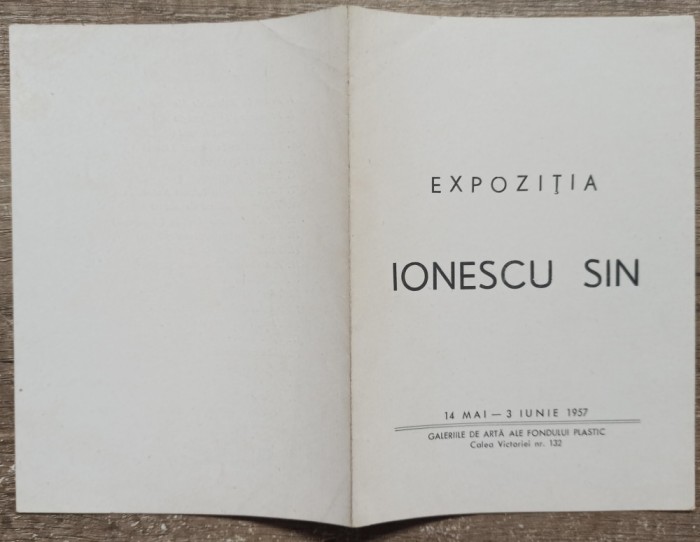 EXPOZIŢIA
IONESCU SIN
14 MAI — 3 IUNIE 1957
GALERIILE DE ARTĂ ALE FONDULUI PLASTIC
Calea Victoriei nr. 132